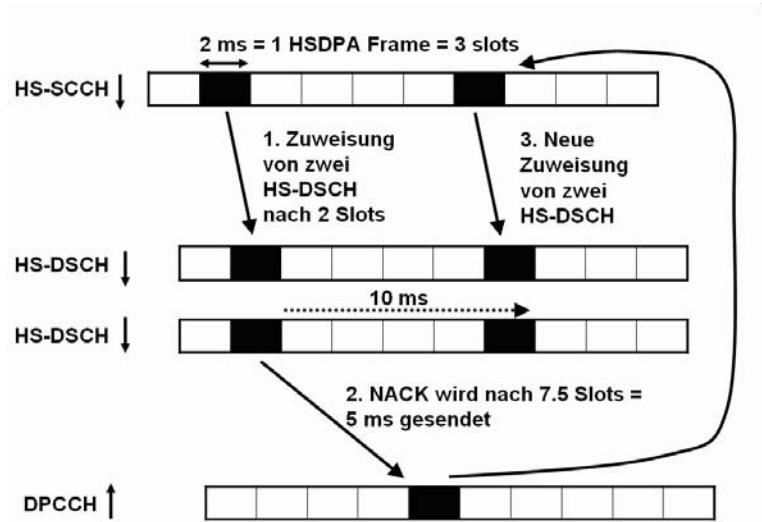 2 ms = 1 HSDPA Frame = 3 slots
HS-SCCH
1. Zuweisung
von zwei
HS-DSCH
nach 2 Slots
3. Neue
Zuweisung
von zwei
HS-DSCH
HS-DSCH
10 ms
HS-DSCH
2. NACK wird nach 7.5 Slots =
5 ms gesendet
DPCCH